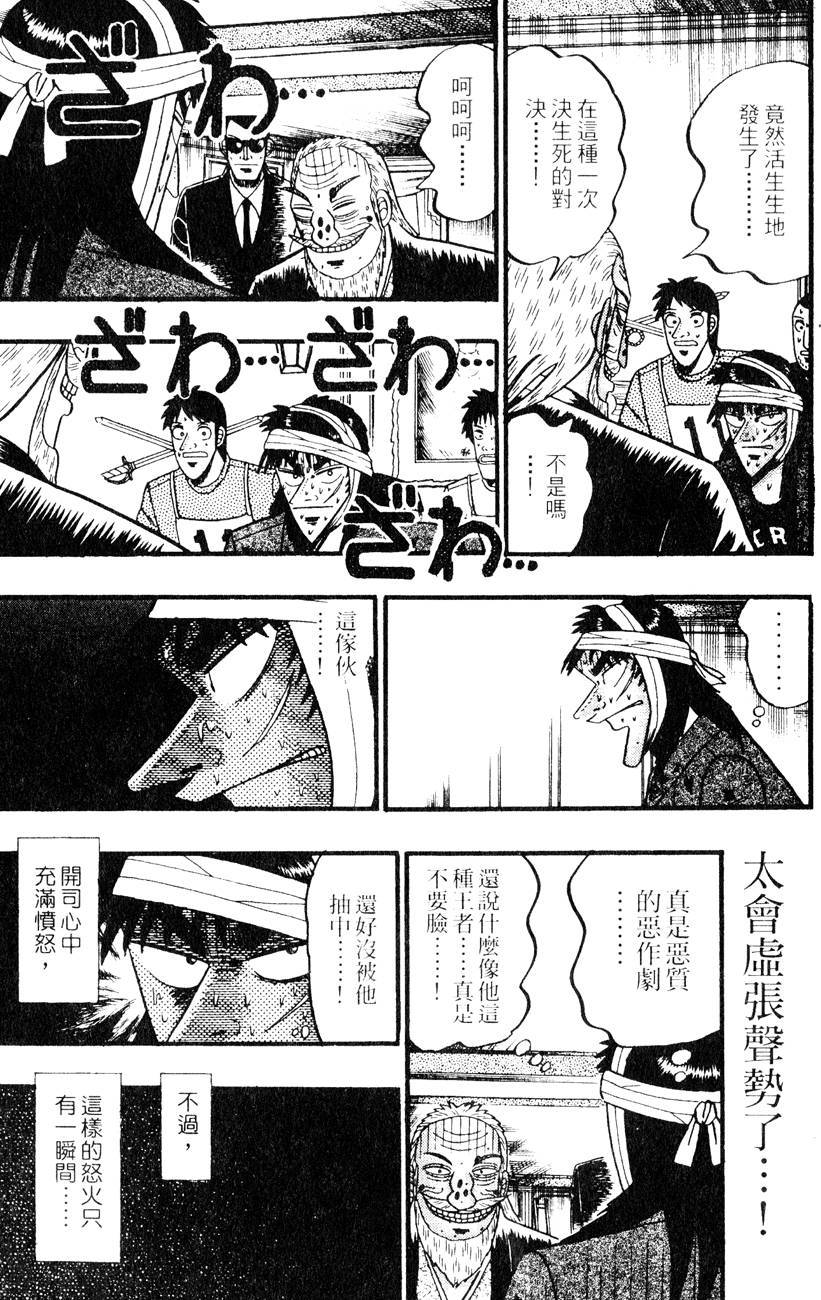 竟然活生生地
發生了………
在這種一次
決生死的對
決……！
不是嗎
…！
1
CR
呵呵呵……
ざわ…
ざわ…
ざわ…
ざわ…
1
………
這傢伙
……！
太會虛張聲勢了…！
真是惡質
的惡作劇
………
還說什麼像他這
種王者……真是
不要臉……！
還好沒被他
抽中……！
開司心中
充滿憤怒，
不過，
這樣的怒火只
有一瞬間……